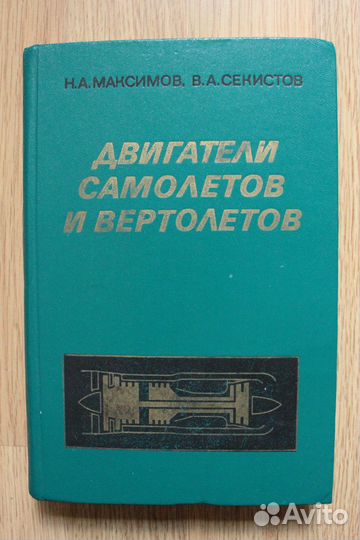 Н.А.МАКСИМОВ, В.А.СЕКИСТОВ
ДВИГАТЕЛИ
САМОЛЕТОВ
И ВЕРТОЛЕТОВ
Avito